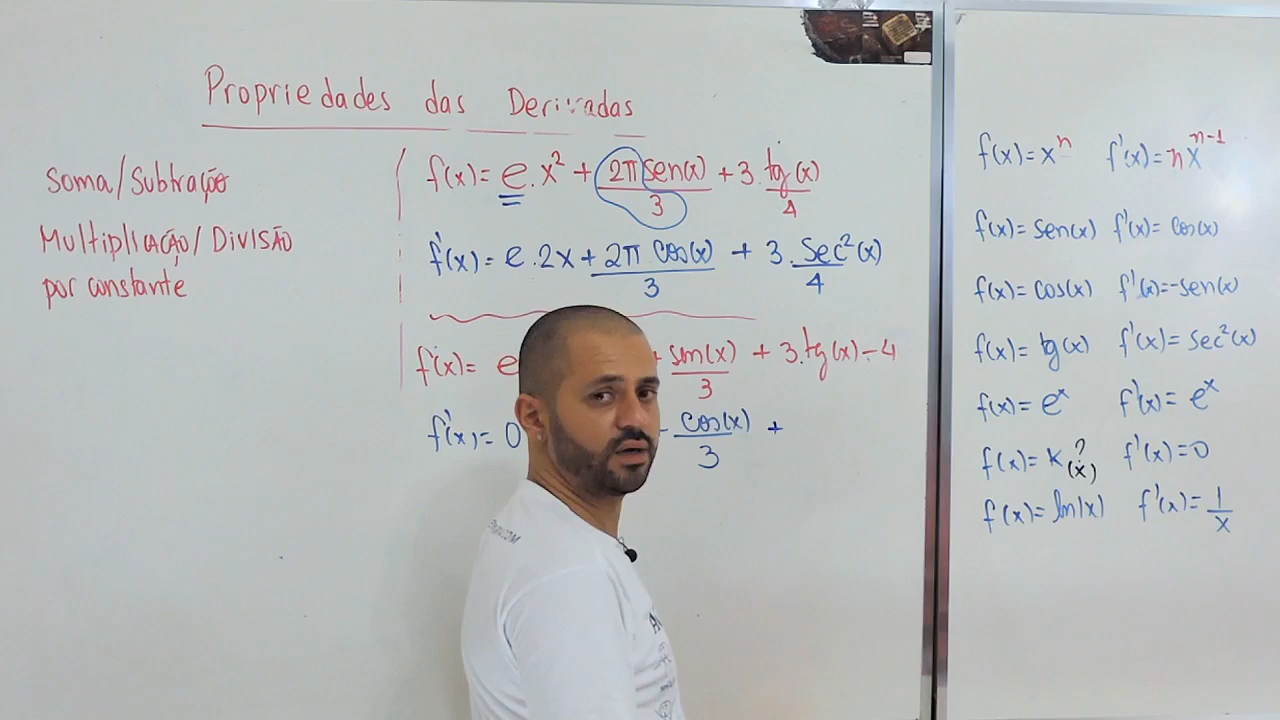 Propriedades das Derivadas
Soma/Subtração
Multiplicação/Divisão
por constante
f(x) = e.x² + 2π sen(x)/3 + 3.tg(x)/4
f'(x) = e.2x + 2π cos(x)/3 + 3.Sec²(x)/4
f(x) = e + sen(x)/3 + 3.tg(x) - 4
f'(x) = 0 - cos(x)/3 +
f(x) = xⁿ f'(x) = n xⁿ⁻¹
f(x) = sen(x) f'(x) = cos(x)
f(x) = cos(x) f'(x) = -sen(x)
f(x) = tg(x) f'(x) = sec²(x)
f(x) = eˣ f'(x) = eˣ
f(x) = K ? (x) f'(x) = 0
f(x) = ln(x) f'(x) = 1/x